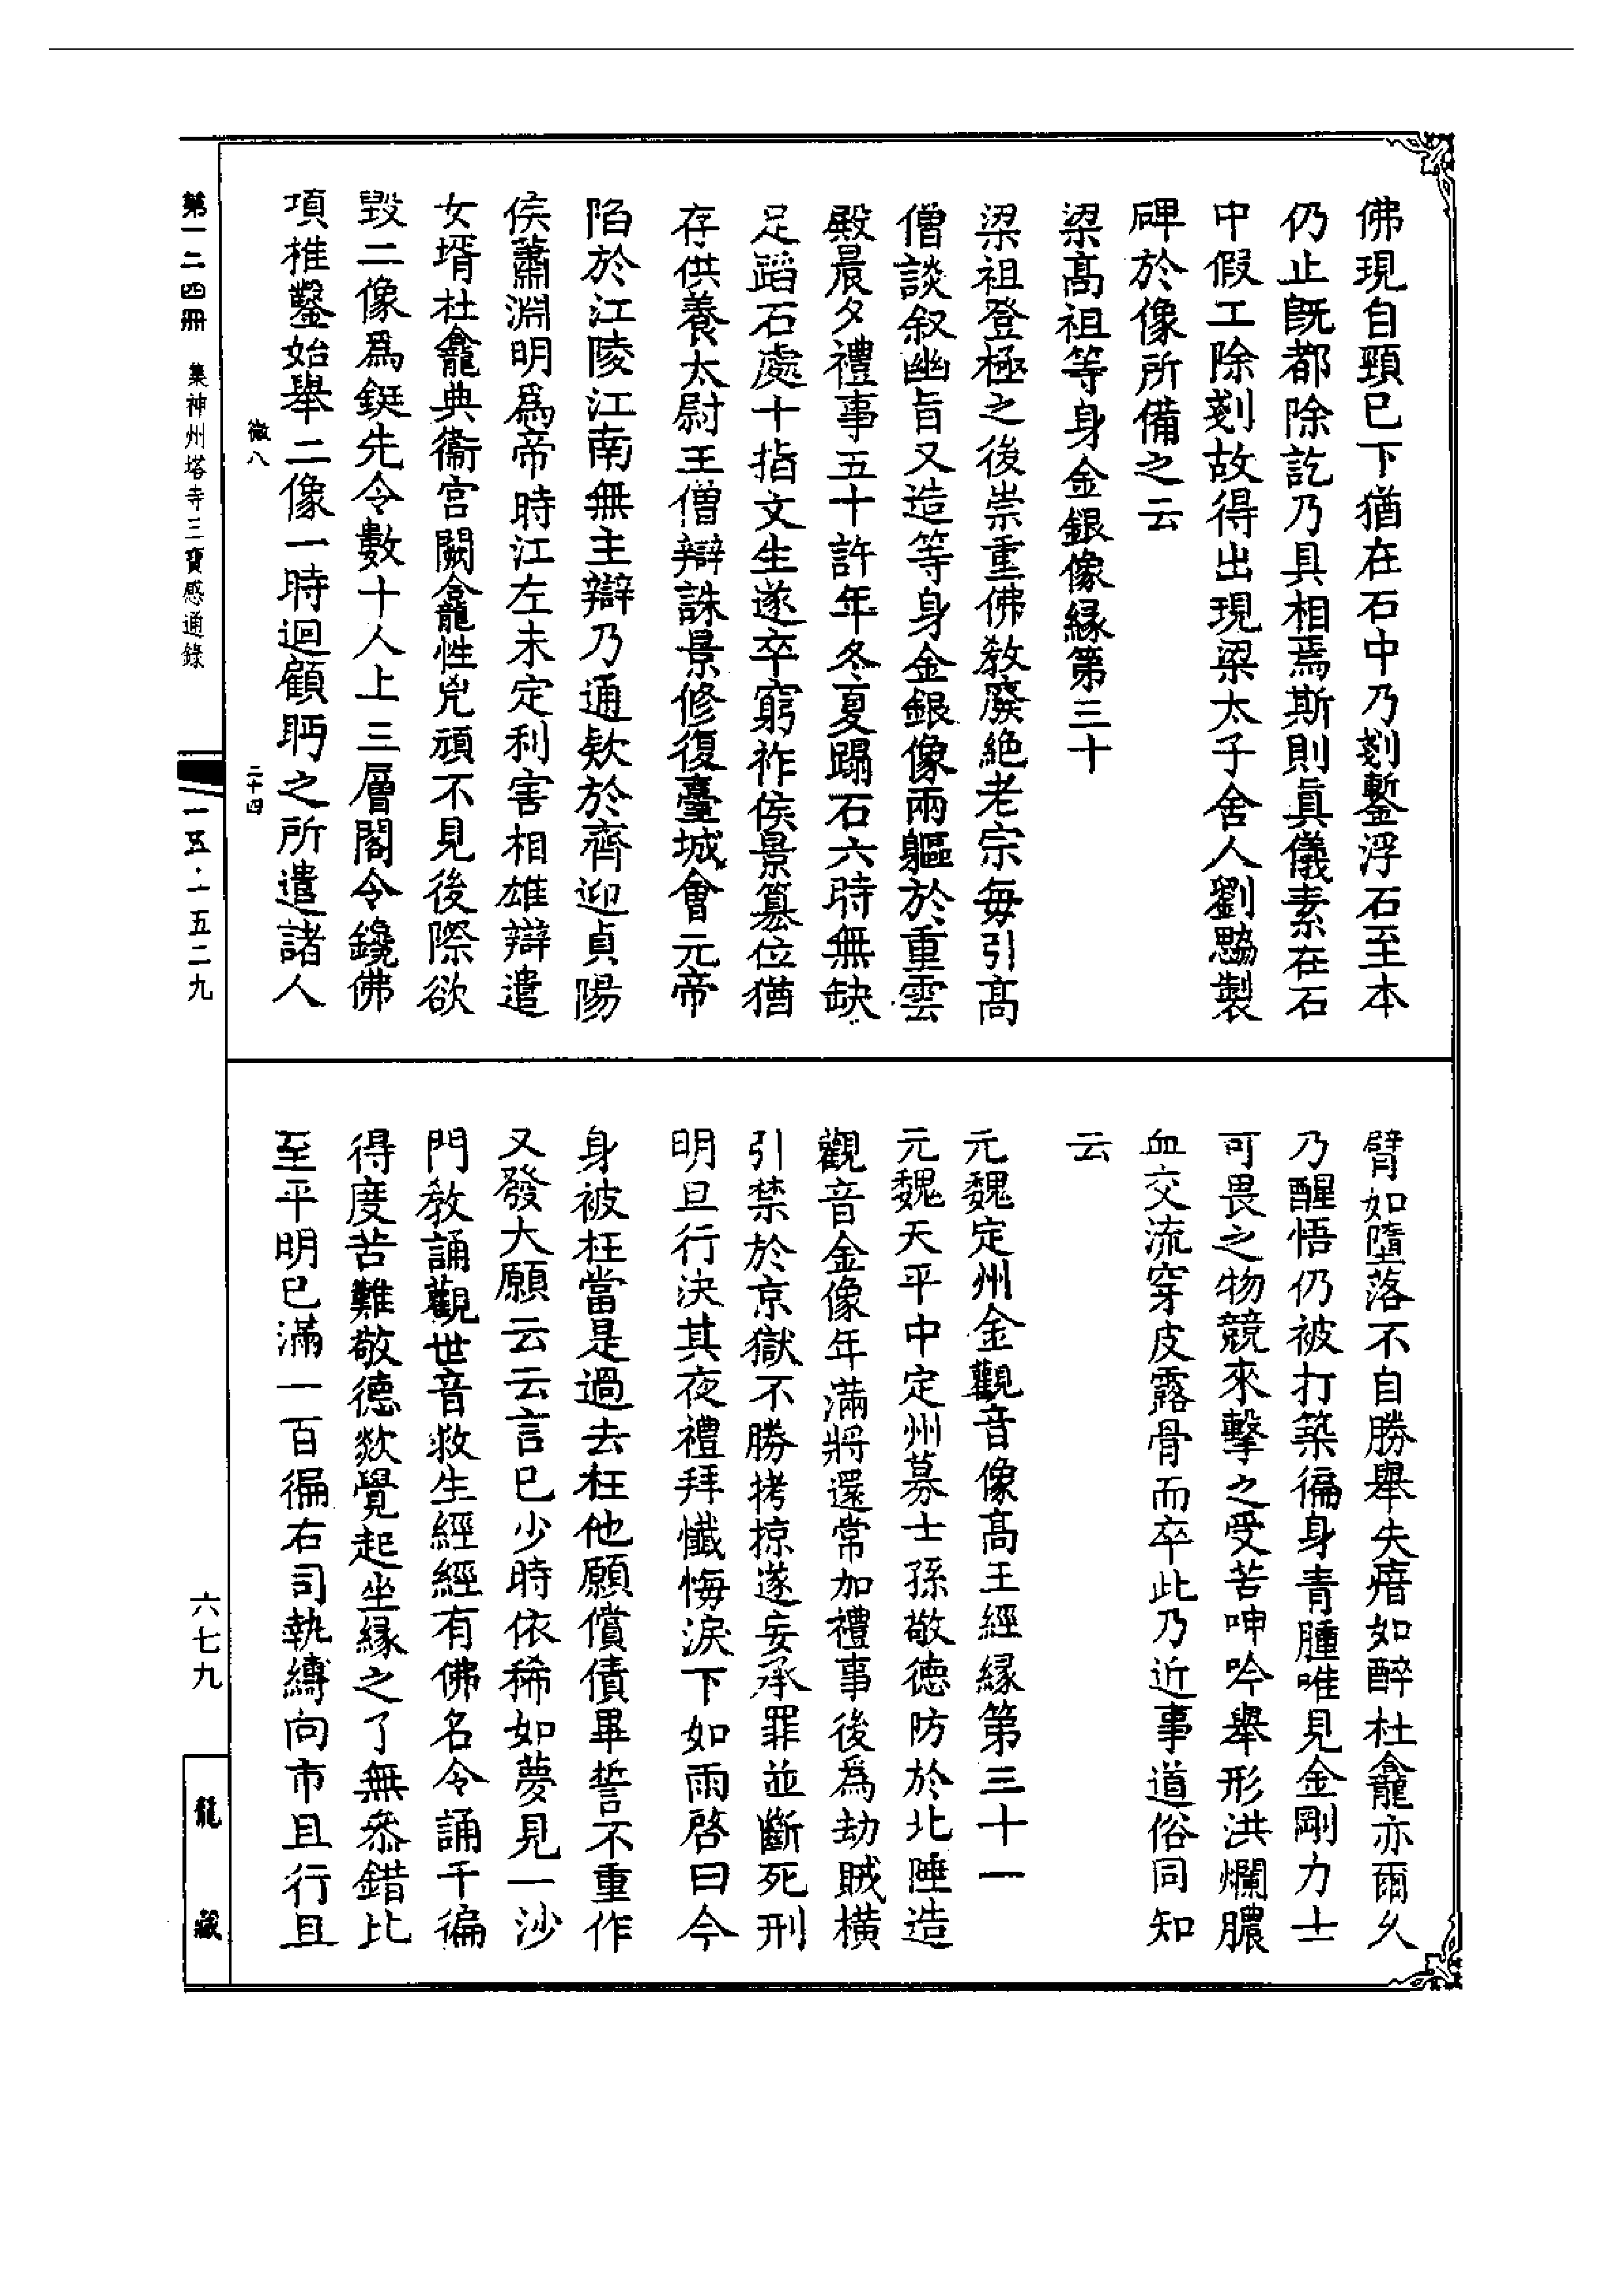 佛現自頸已下猶在石中乃剗鏨浮石至本
仍止旣都除訖乃具相焉斯則眞儀素在石
中假工除剗故得出現梁太子舍人劉勰製
碑於像所備之云
梁髙祖等身金銀像緣第三十
梁祖登極之後崇重佛教廢絶老宗每引髙
僧談叙幽旨又造等身金銀像兩軀於重雲
殿晨夕禮事五十許年冬夏蹋石六時無缺
足蹈石處十指文生遂卒窮祚侯景篡位猶
存供養太尉王僧辯誅景修復臺城會元帝
陷於江陵江南無主辯乃通欵於齊迎貞陽
侯蕭淵明爲帝時江左未定利害相雄辯遣
女壻杜龕典衞宫闕龕性兇頑不見後際欲
毀二像爲鋌先令數十人上三層閣令鑱佛
項椎鑿始舉二像一時迴顧眄之所遣諸人
臂如墮落不自勝舉失瘖如醉杜龕亦爾久
乃醒悟仍被打築徧身青腫唯見金剛力士
可畏之物競來擊之受苦呻吟舉形洪爛膿
血交流穿皮露骨而卒此乃近事道俗同知
云
元魏定州金觀音像髙王經緣第三十一
元魏天平中定州募士孫敬德防於北陲造
觀音金像年滿將還常加禮事後爲劫賊橫
引禁於京獄不勝拷掠遂妄承罪並斷死刑
明旦行決其夜禮拜懺悔淚下如雨啓曰今
身被枉當是過去枉他願償債畢誓不重作
又發大願云云言已少時依稀如夢見一沙
門教誦觀世音救生經經有佛名令誦千徧
得度苦難敬德歘覺起坐緣之了無叅錯比
至平明已滿一百徧右司執縛向市且行且
徵八
二十四
第一二四冊 集神州塔寺三寶感通錄
一五·一五二九
六七九
龍藏